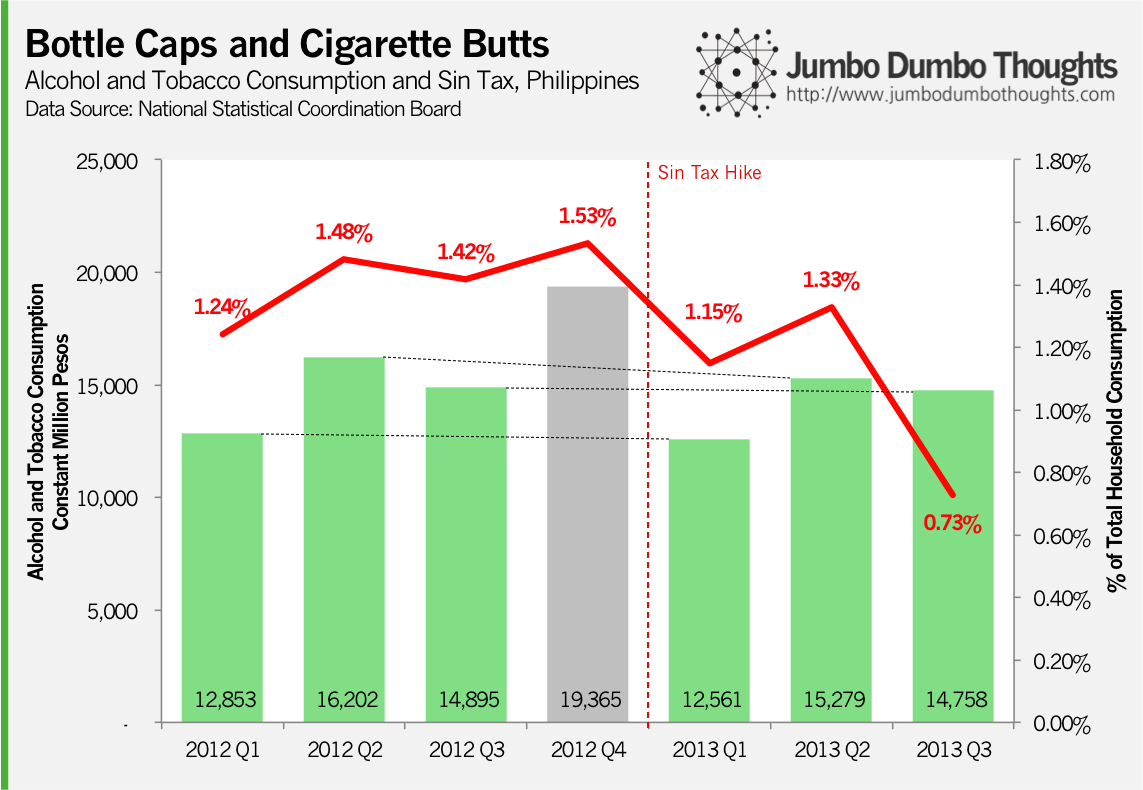 Bottle Caps and Cigarette Butts
Alcohol and Tobacco Consumption and Sin Tax, Philippines
Data Source: National Statistical Coordination Board
Jumbo Dumbo Thoughts
http://www.jumbodumbothoughts.com
Alcohol and Tobacco Consumption
Constant Million Pesos
25,000
20,000
15,000
10,000
5,000
-
Sin Tax Hike
1.24%
1.48%
1.42%
1.53%
1.15%
1.33%
0.73%
12,853
16,202
14,895
19,365
12,561
15,279
14,758
2012 Q1
2012 Q2
2012 Q3
2012 Q4
2013 Q1
2013 Q2
2013 Q3
1.80%
1.60%
1.40%
1.20%
1.00%
0.80%
0.60%
0.40%
0.20%
0.00%
% of Total Household Consumption